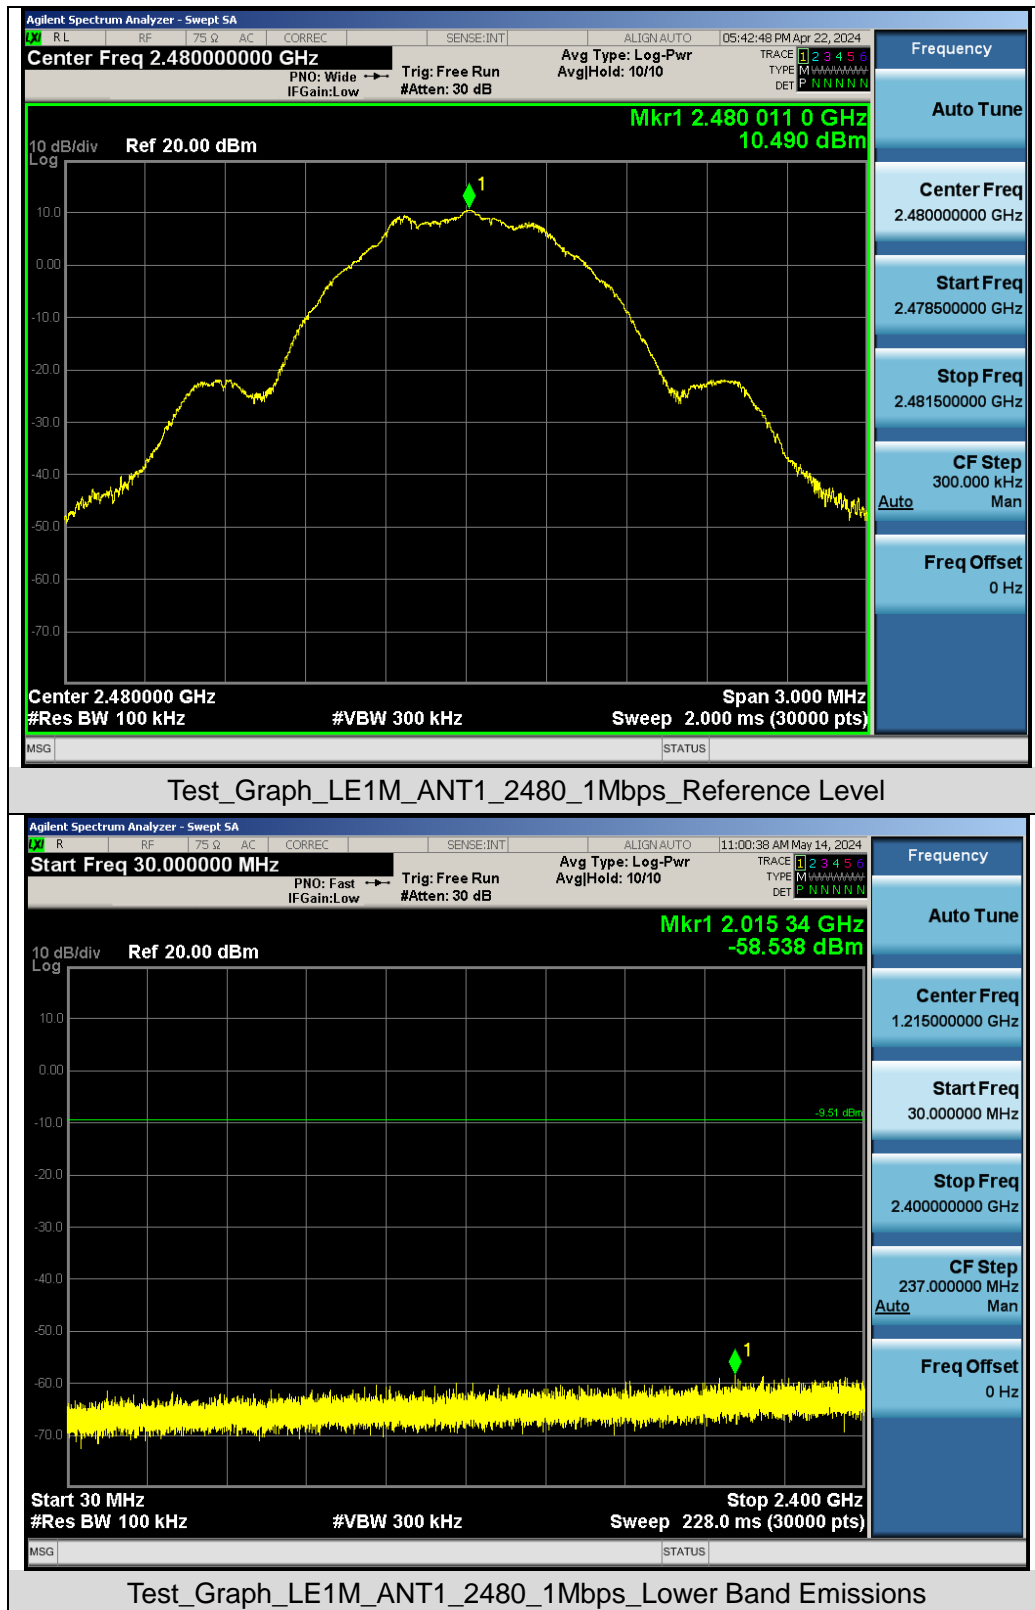 Agilent Spectrum Analyzer - Swept SA
LXI RL RF 75 Ω AC CORREC SENSE:INT ALIGN AUTO 05:42:48 PM Apr 22, 2024
Center Freq 2.480000000 GHz
PNO: Wide
IFGain:Low
Trig: Free Run
#Atten: 30 dB
Avg Type: Log-Pwr
Avg|Hold: 10/10
TRACE 1 2 3 4 5 6
TYPE M
DET P N N N N N
Mkr1 2.480 011 0 GHz
10.490 dBm
10 dB/div Ref 20.00 dBm
Log
1
10.0
0.00
-10.0
-20.0
-30.0
-40.0
-50.0
-60.0
-70.0
Center 2.480000 GHz Span 3.000 MHz
#Res BW 100 kHz #VBW 300 kHz Sweep 2.000 ms (30000 pts)
MSG STATUS
Frequency
Auto Tune
Center Freq
2.480000000 GHz
Start Freq
2.478500000 GHz
Stop Freq
2.481500000 GHz
CF Step
300.000 kHz
Auto Man
Freq Offset
0 Hz
Test_Graph_LE1M_ANT1_2480_1Mbps_Reference Level
Agilent Spectrum Analyzer - Swept SA
LXI R RF 75 Ω AC CORREC SENSE:INT ALIGN AUTO 11:00:38 AM May 14, 2024
Start Freq 30.000000 MHz
PNO: Fast
IFGain:Low
Trig: Free Run
#Atten: 30 dB
Avg Type: Log-Pwr
Avg|Hold: 10/10
TRACE 1 2 3 4 5 6
TYPE M
DET P N N N N N
Mkr1 2.015 34 GHz
-58.538 dBm
10 dB/div Ref 20.00 dBm
Log
10.0
0.00
-9.51 dBm
-10.0
-20.0
-30.0
-40.0
-50.0
1
-60.0
-70.0
Start 30 MHz Stop 2.400 GHz
#Res BW 100 kHz #VBW 300 kHz Sweep 228.0 ms (30000 pts)
MSG STATUS
Frequency
Auto Tune
Center Freq
1.215000000 GHz
Start Freq
30.000000 MHz
Stop Freq
2.400000000 GHz
CF Step
237.000000 MHz
Auto Man
Freq Offset
0 Hz
Test_Graph_LE1M_ANT1_2480_1Mbps_Lower Band Emissions